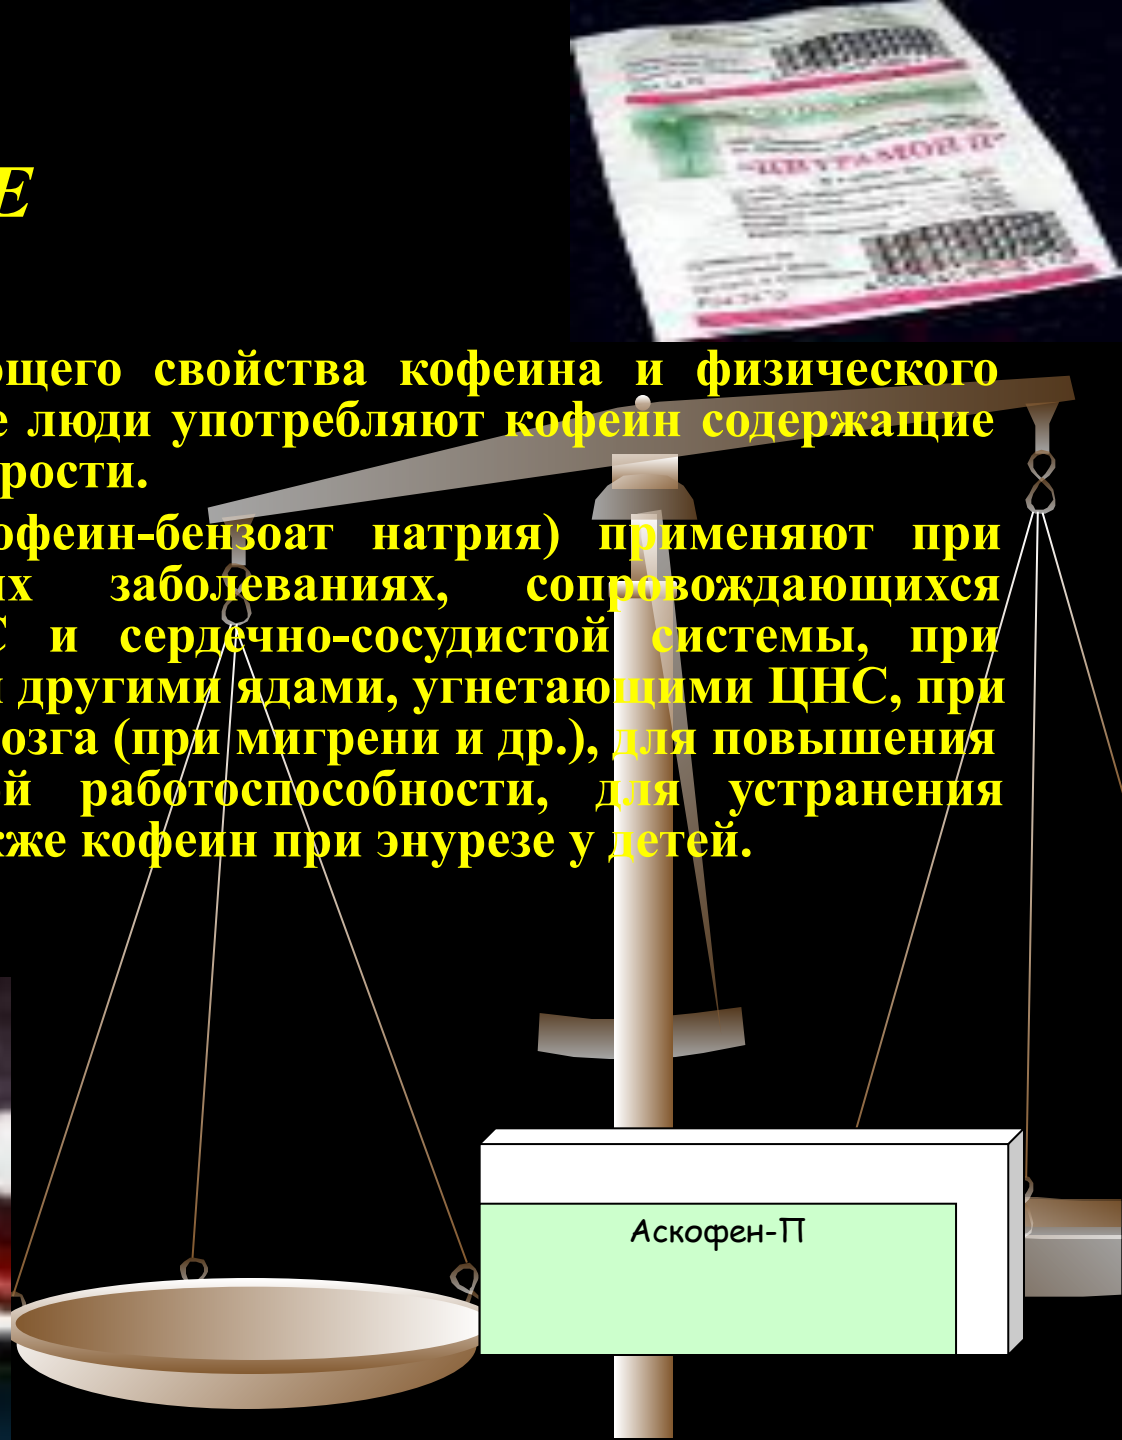 Е
ющего свойства кофеина и физического
е люди употребляют кофеин содержащие
рости.
офеин-бензоат натрия) применяют при
ых заболеваниях, сопровождающихся
С и сердечно-сосудистой системы, при
и другими ядами, угнетающими ЦНС, при
озга (при мигрени и др.), для повышения
ой работоспособности, для устранения
кже кофеин при энурезе у детей.
Аскофен-П